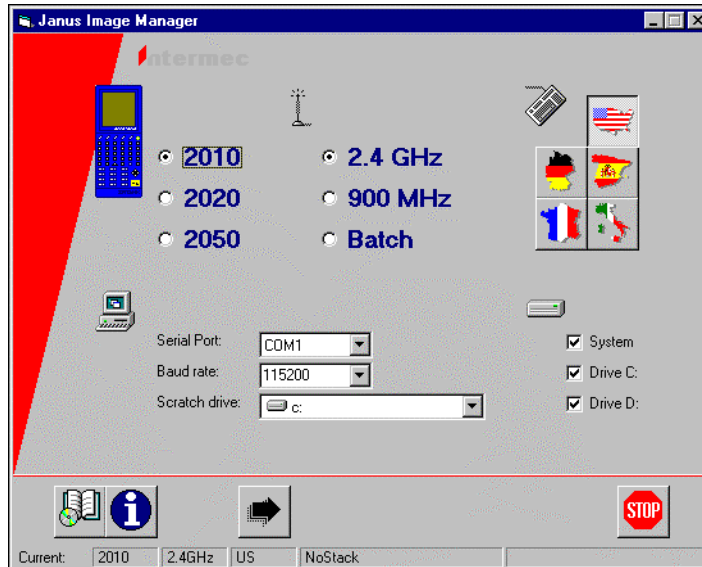 Janus Image Manager
Intermec
2010
2.4 GHz
2020
900 MHz
2050
Batch
Serial Port: COM1
System
Baud rate: 115200
Drive C:
Scratch drive: c:
Drive D:
STOP
Current: 2010 2.4GHz US NoStack